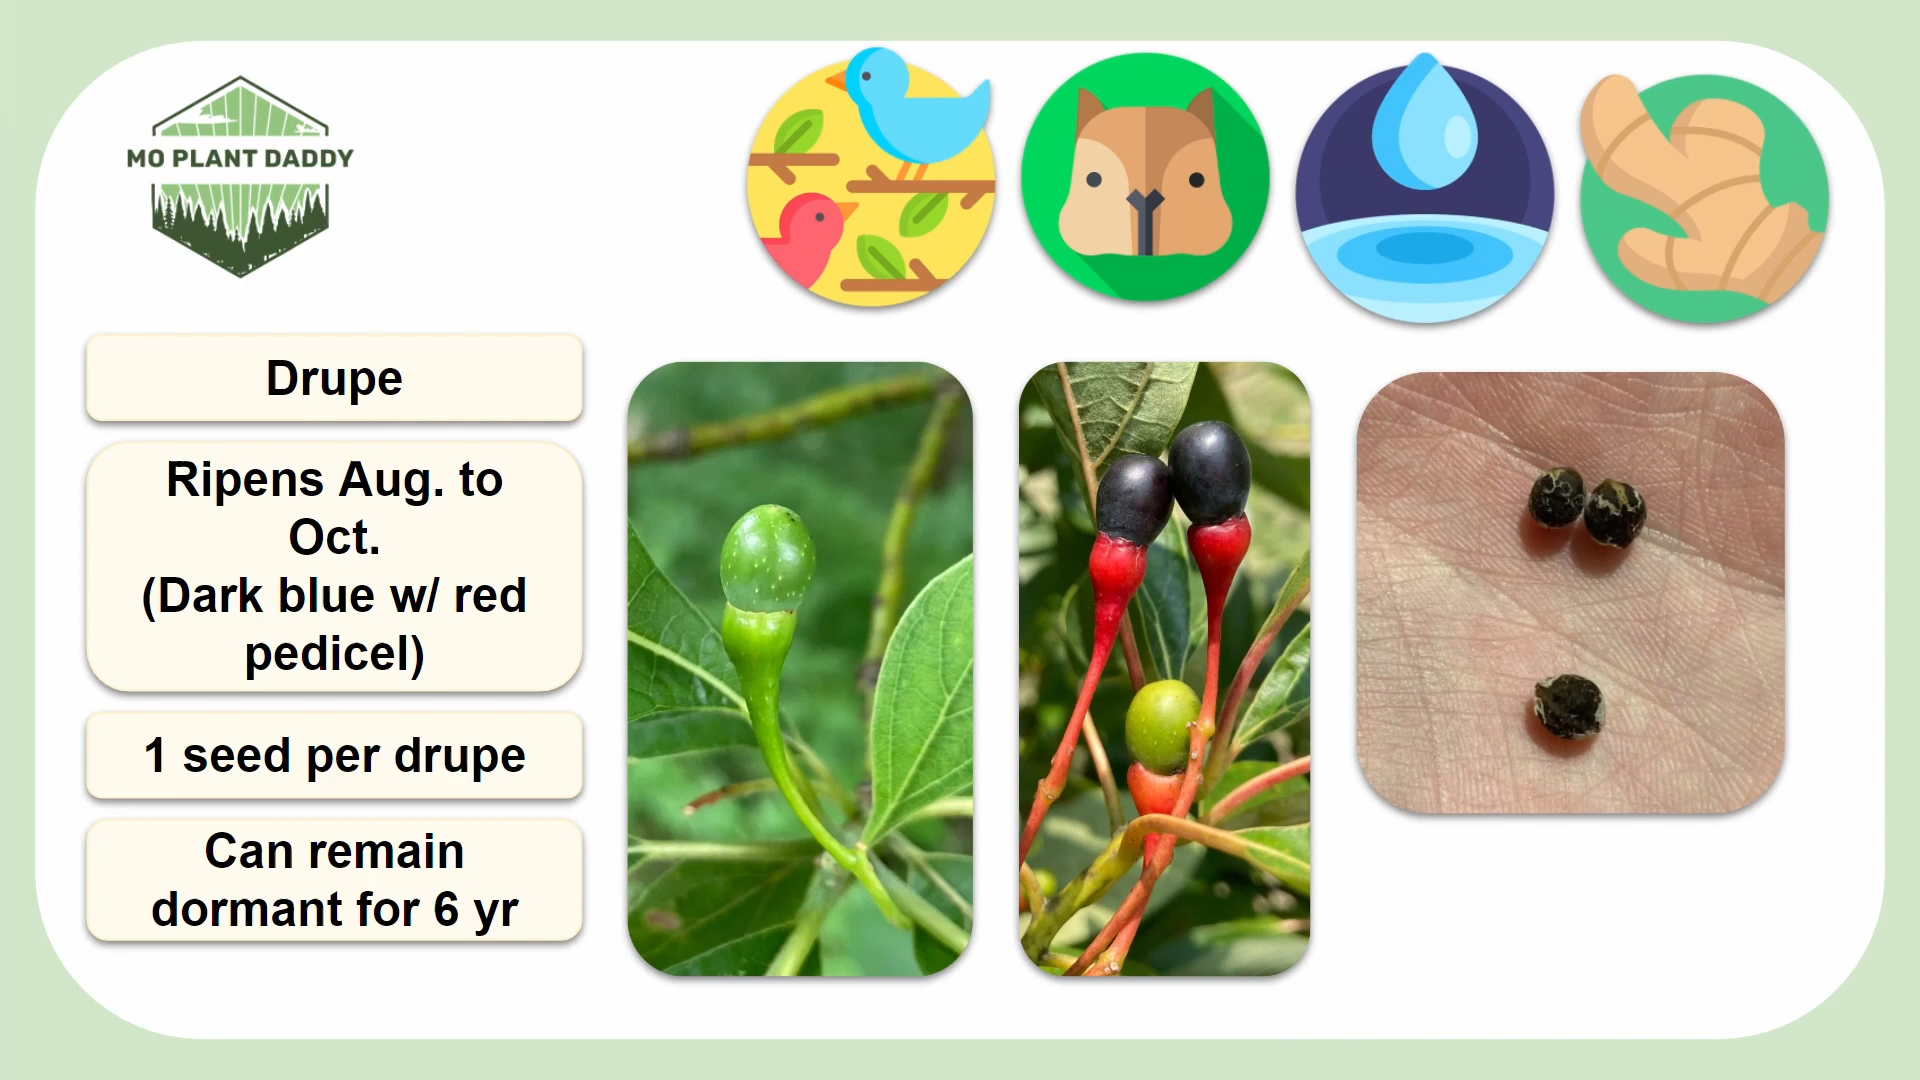 MO PLANT DADDY
Drupe
Ripens Aug. to
Oct.
(Dark blue w/ red
pedicel)
1 seed per drupe
Can remain
dormant for 6 yr